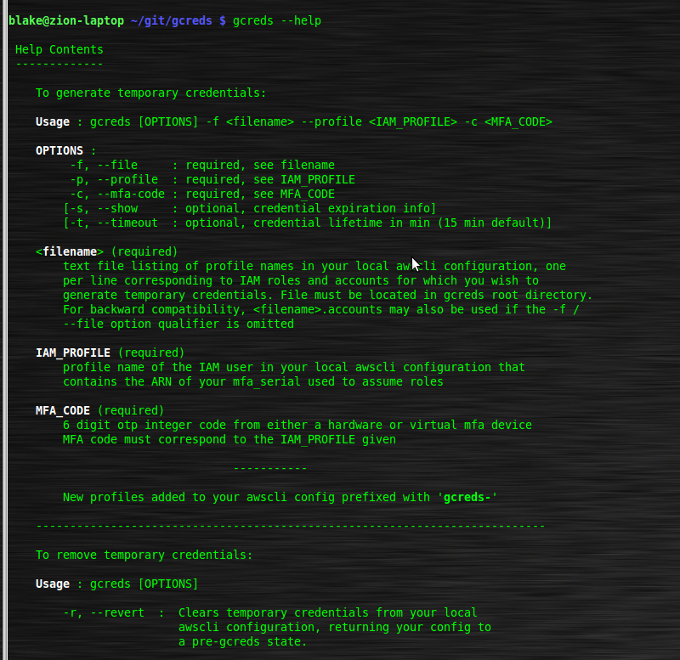 blake@zion-laptop ~/git/gcreds $ gcreds --help
Help Contents
-------------
To generate temporary credentials:
Usage : gcreds [OPTIONS] -f <filename> --profile <IAM_PROFILE> -c <MFA_CODE>
OPTIONS :
-f, --file     : required, see filename
-p, --profile  : required, see IAM_PROFILE
-c, --mfa-code : required, see MFA_CODE
[-s, --show     : optional, credential expiration info]
[-t, --timeout  : optional, credential lifetime in min (15 min default)]
<filename> (required)
text file listing of profile names in your local awscli configuration, one
per line corresponding to IAM roles and accounts for which you wish to
generate temporary credentials. File must be located in gcreds root directory.
For backward compatibility, <filename>.accounts may also be used if the -f /
--file option qualifier is omitted
IAM_PROFILE (required)
profile name of the IAM user in your local awscli configuration that
contains the ARN of your mfa_serial used to assume roles
MFA_CODE (required)
6 digit otp integer code from either a hardware or virtual mfa device
MFA code must correspond to the IAM_PROFILE given
-----------
New profiles added to your awscli config prefixed with 'gcreds-'
---------------------------------------------------------------------------
To remove temporary credentials:
Usage : gcreds [OPTIONS]
-r, --revert  :  Clears temporary credentials from your local
awscli configuration, returning your config to
a pre-gcreds state.